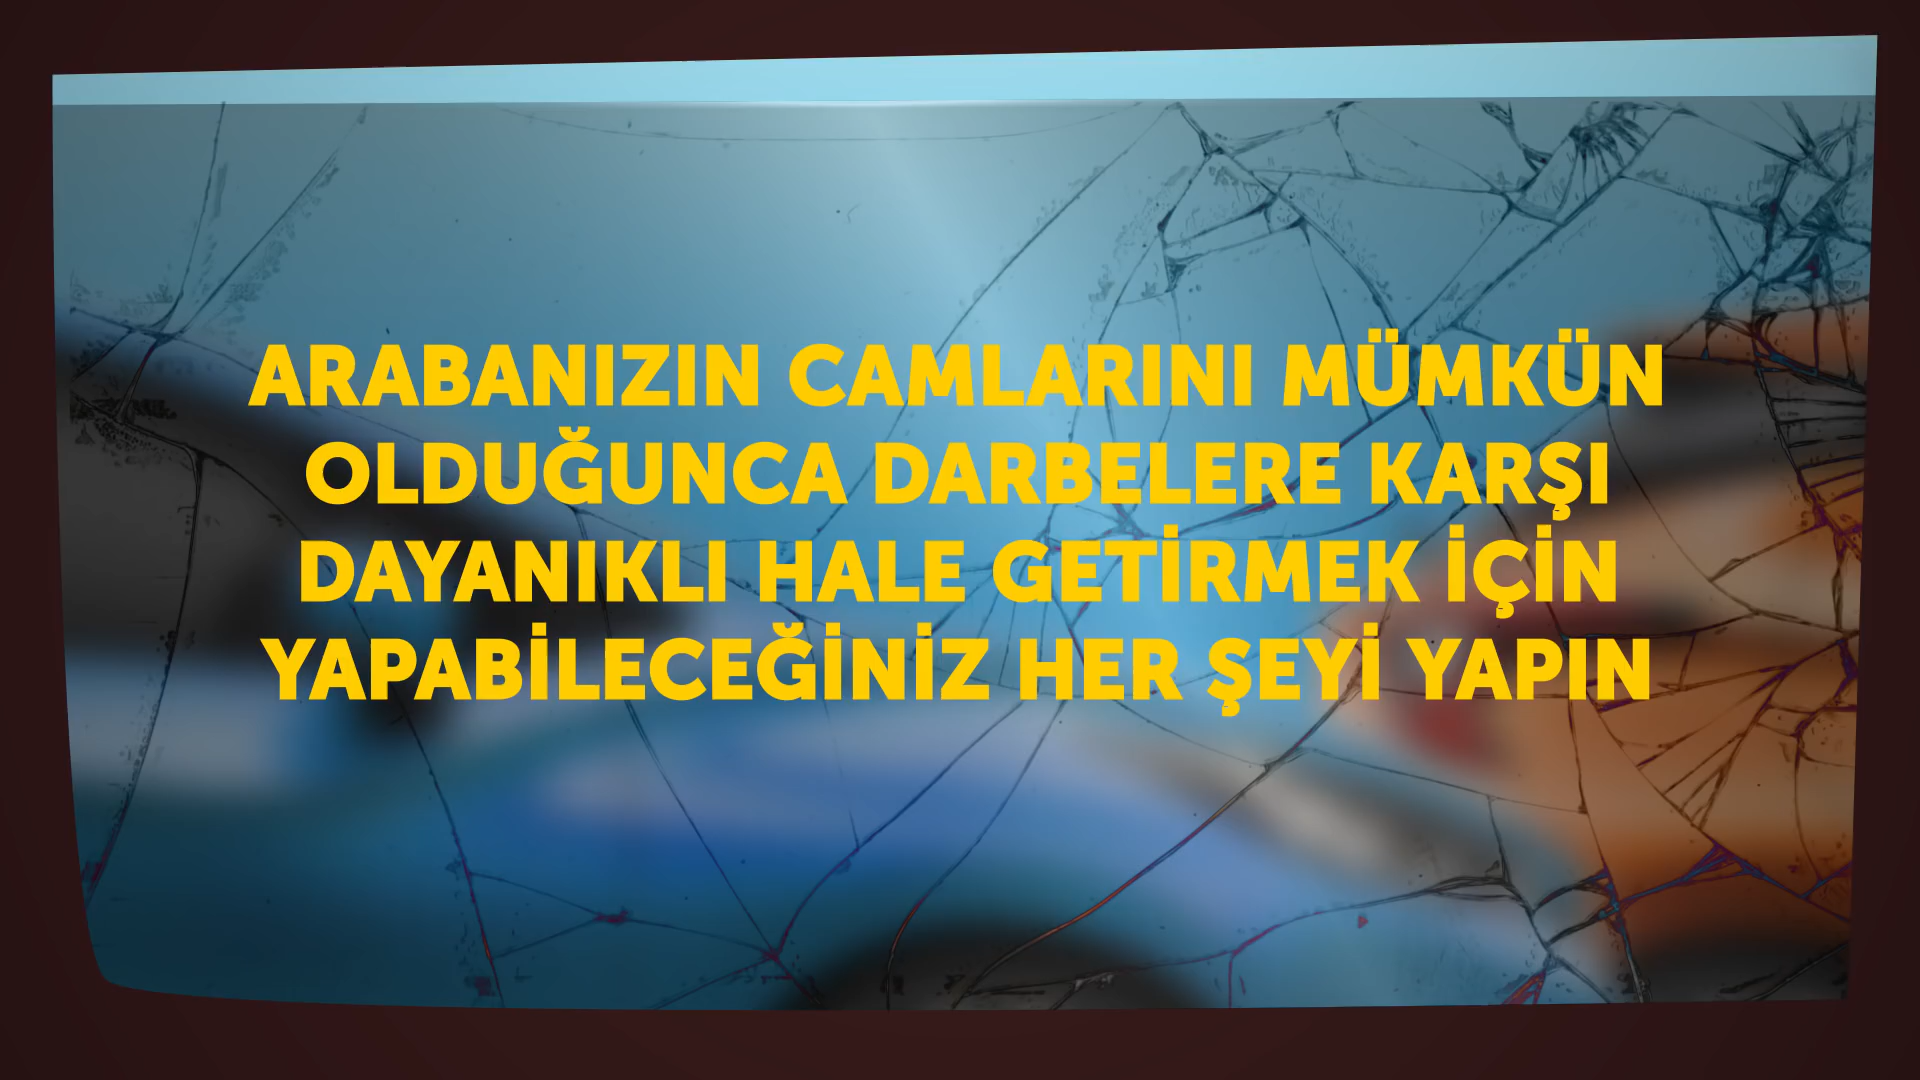 ARABANIZIN CAMLARINI MÜMKÜN
OLDUĞUNCA DARBELERE KARŞI
DAYANIKLI HALE GETİRMEK İÇİN
YAPABİLECEĞİNİZ HER ŞEYİ YAPIN